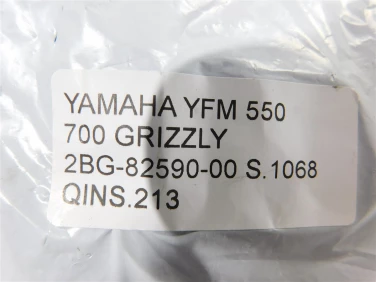 YAMAHA YFM 550
700 GRIZZLY
2BG-82590-00 S.1068
QINS.213